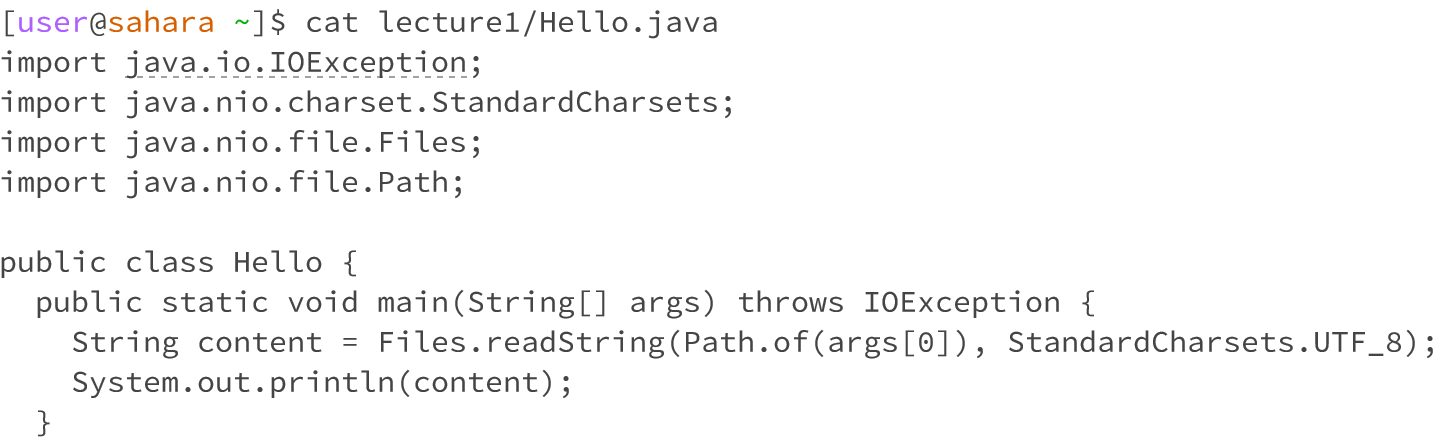 [user@sahara ~]$ cat lecture1/Hello.java
import java.io.IOException;
import java.nio.charset.StandardCharsets;
import java.nio.file.Files;
import java.nio.file.Path;

public class Hello {
  public static void main(String[] args) throws IOException {
    String content = Files.readString(Path.of(args[0]), StandardCharsets.UTF_8);
    System.out.println(content);
  }